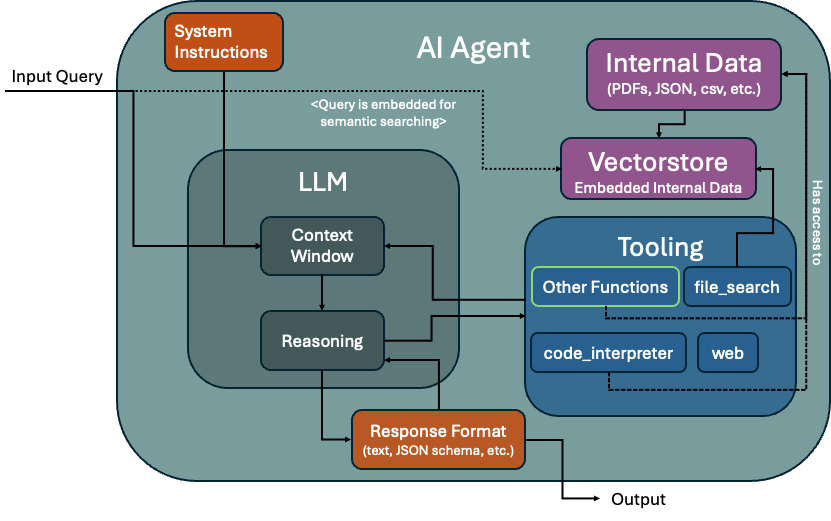 System
Instructions
AI Agent
Input Query
Internal Data
(PDFs, JSON, csv, etc.)
<Query is embedded for
semantic searching>
Vectorstore
Embedded Internal Data
Has access to
LLM
Context
Window
Tooling
Other Functions
file_search
Reasoning
code_interpreter
web
Response Format
(text, JSON schema, etc.)
Output